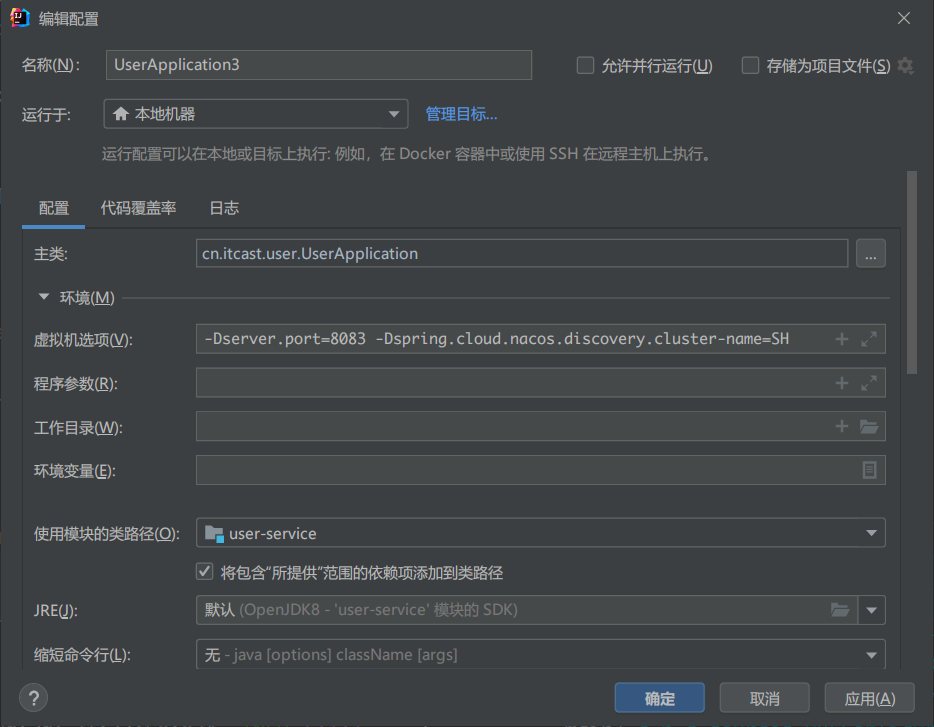 编辑配置
名称(N): UserApplication3 允许并行运行(U) 存储为项目文件(S)
运行于: 本地机器 管理目标...
运行配置可以在本地或目标上执行: 例如，在 Docker 容器中或使用 SSH 在远程主机上执行。
配置 代码覆盖率 日志
主类: cn.itcast.user.UserApplication ...
环境(M)
虚拟机选项(V): -Dserver.port=8083 -Dspring.cloud.nacos.discovery.cluster-name=SH
程序参数(R):
工作目录(W):
环境变量(E):
使用模块的类路径(O): user-service
将包含“所提供”范围的依赖项添加到类路径
JRE(J): 默认 (OpenJDK8 - 'user-service' 模块的 SDK)
缩短命令行(L): 无 - java [options] className [args]
? 确定 取消 应用(A)